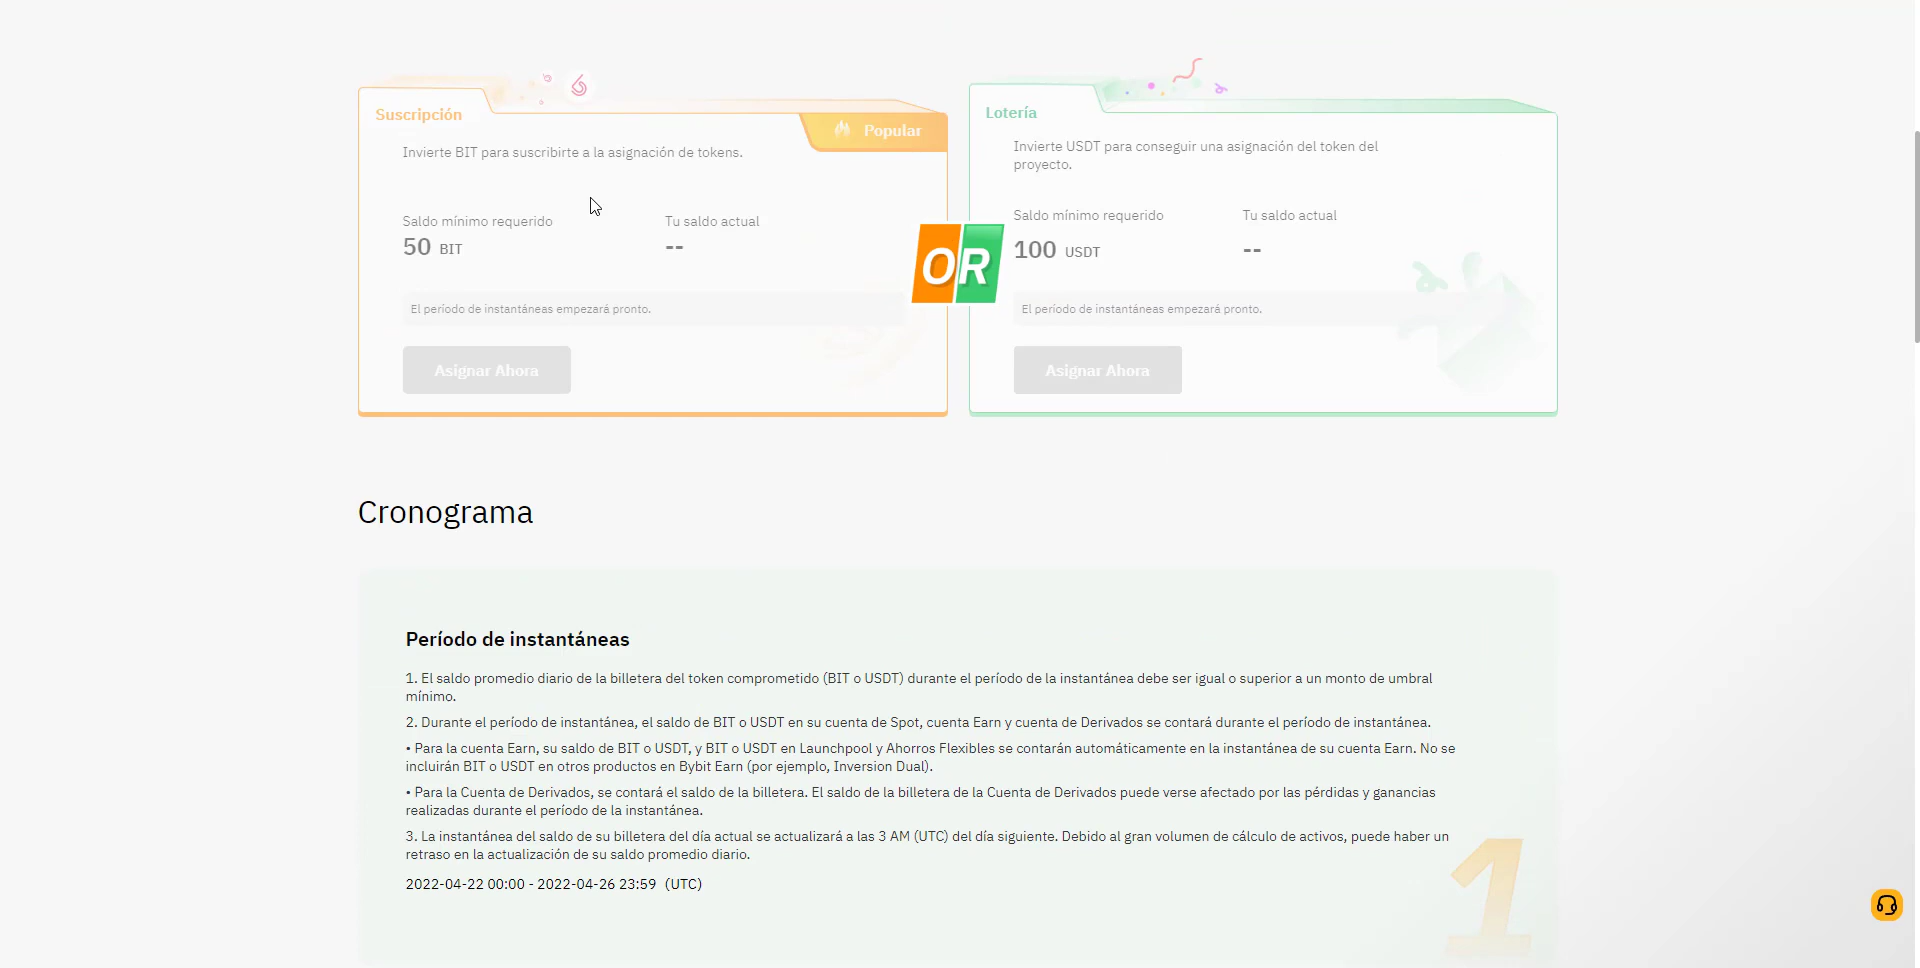 Suscripción
Popular
Invierte BIT para suscribirte a la asignación de tokens.
Saldo mínimo requerido
Tu saldo actual
50 BIT
--
El período de instantáneas empezará pronto.
Asignar Ahora
OR
Lotería
Invierte USDT para conseguir una asignación del token del
proyecto.
Saldo mínimo requerido
Tu saldo actual
100 USDT
--
El período de instantáneas empezará pronto.
Asignar Ahora
Cronograma
Período de instantáneas
1. El saldo promedio diario de la billetera del token comprometido (BIT o USDT) durante el período de la instantánea debe ser igual o superior a un monto de umbral
mínimo.
2. Durante el período de instantánea, el saldo de BIT o USDT en su cuenta de Spot, cuenta Earn y cuenta de Derivados se contará durante el período de instantánea.
• Para la cuenta Earn, su saldo de BIT o USDT, y BIT o USDT en Launchpool y Ahorros Flexibles se contarán automáticamente en la instantánea de su cuenta Earn. No se
incluirán BIT o USDT en otros productos en Bybit Earn (por ejemplo, Inversion Dual).
• Para la Cuenta de Derivados, se contará el saldo de la billetera. El saldo de la billetera de la Cuenta de Derivados puede verse afectado por las pérdidas y ganancias
realizadas durante el período de la instantánea.
3. La instantánea del saldo de su billetera del día actual se actualizará a las 3 AM (UTC) del día siguiente. Debido al gran volumen de cálculo de activos, puede haber un
retraso en la actualización de su saldo promedio diario.
2022-04-22 00:00 - 2022-04-26 23:59 (UTC)
1